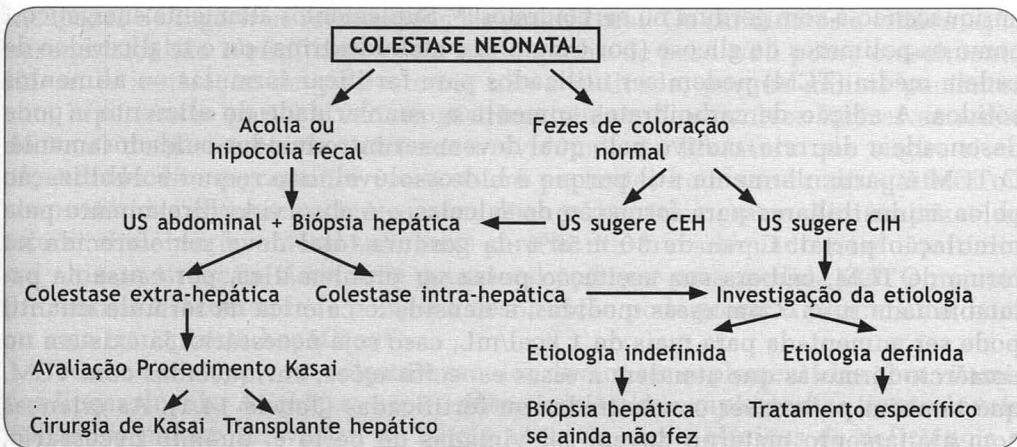 COLESTASE NEONATAL
Acolia ou
hipocolia fecal
Fezes de coloração
normal
US abdominal + Biópsia hepática
US sugere CEH
US sugere CIH
Colestase extra-hepática
Colestase intra-hepática
Investigação da etiologia
Avaliação Procedimento Kasai
Etiologia indefinida
Etiologia definida
Cirurgia de Kasai
Transplante hepático
Biópsia hepática
se ainda não fez
Tratamento específico